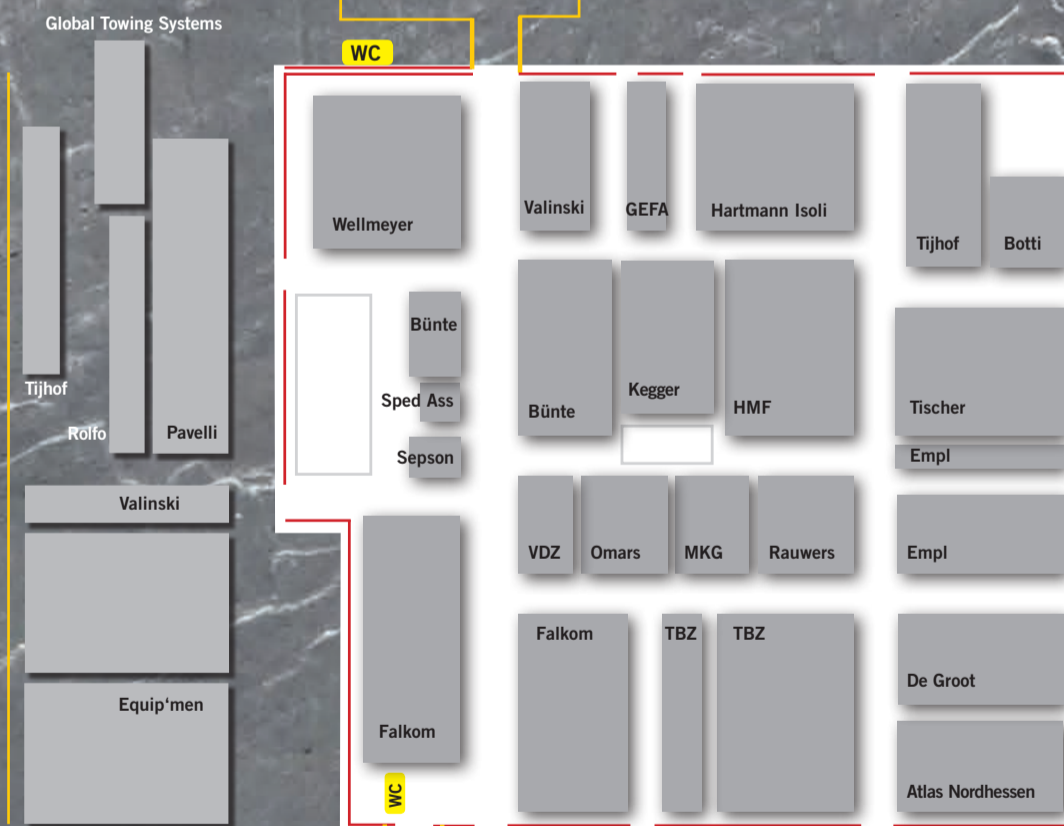 Global Towing Systems
WC
Wellmeyer
Valinski
GEFA
Hartmann Isoli
Tijhof
Botti
Bünte
Tijhof
Sped Ass
Bünte
Kegger
HMF
Tischer
Rolfo
Pavelli
Sepson
Empl
Valinski
VDZ
Omars
MKG
Rauwers
Empl
Falkom
TBZ
TBZ
De Groot
Equip‘men
Falkom
WC
Atlas Nordhessen